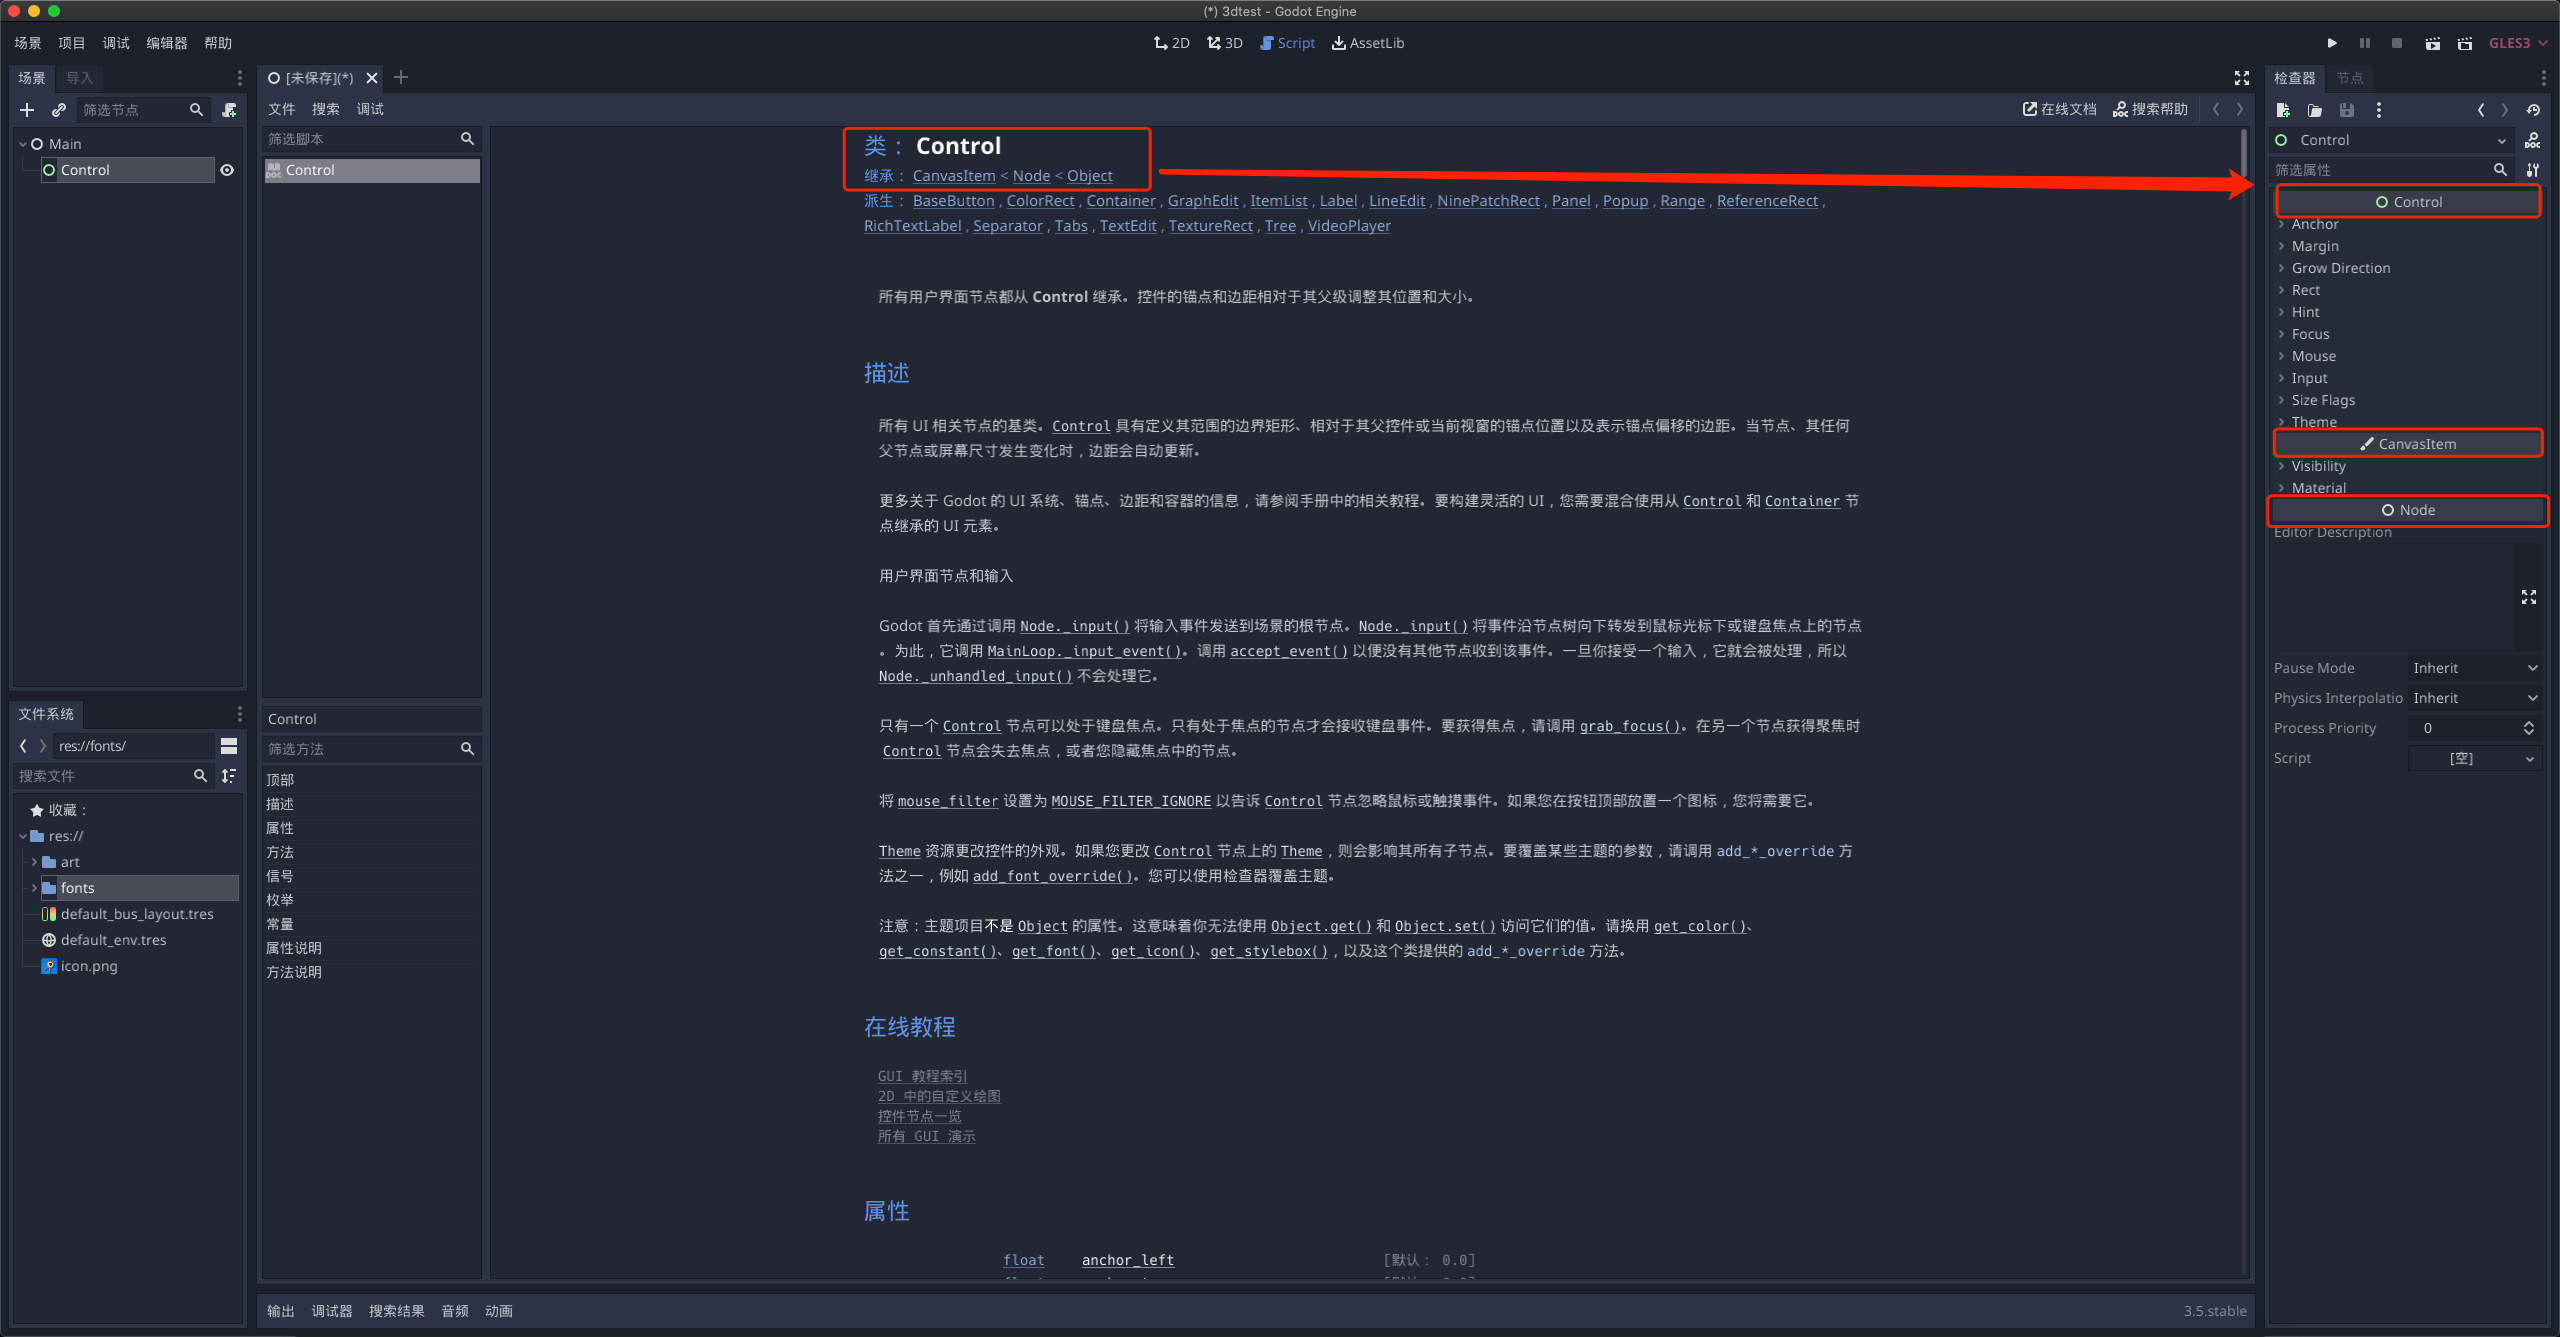 (*) 3dtest - Godot Engine
场景 项目 调试 编辑器 帮助
2D 3D Script AssetLib
GLES3
场景 导入
筛选节点
Main
Control
文件系统
res://fonts/
搜索文件
收藏：
res://
art
fonts
default_bus_layout.tres
default_env.tres
icon.png
[未保存](*)
文件 搜索 调试
在线文档 搜索帮助
筛选脚本
DOC Control
Control
筛选方法
顶部
描述
属性
方法
信号
枚举
常量
属性说明
方法说明
类： Control
继承： CanvasItem < Node < Object
派生： BaseButton , ColorRect , Container , GraphEdit , ItemList , Label , LineEdit , NinePatchRect , Panel , Popup , Range , ReferenceRect ,
RichTextLabel , Separator , Tabs , TextEdit , TextureRect , Tree , VideoPlayer
所有用户界面节点都从 Control 继承。控件的锚点和边距相对于其父级调整其位置和大小。
描述
所有 UI 相关节点的基类。Control 具有定义其范围的边界矩形、相对于其父控件或当前视窗的锚点位置以及表示锚点偏移的边距。当节点、其任何
父节点或屏幕尺寸发生变化时，边距会自动更新。
更多关于 Godot 的 UI 系统、锚点、边距和容器的信息，请参阅手册中的相关教程。要构建灵活的 UI，您需要混合使用从 Control 和 Container 节
点继承的 UI 元素。
用户界面节点和输入
Godot 首先通过调用 Node._input() 将输入事件发送到场景的根节点。Node._input() 将事件沿节点树向下转发到鼠标光标下或键盘焦点上的节点
。为此，它调用 MainLoop._input_event()。调用 accept_event() 以便没有其他节点收到该事件。一旦你接受一个输入，它就会被处理，所以
Node._unhandled_input() 不会处理它。
只有一个 Control 节点可以处于键盘焦点。只有处于焦点的节点才会接收键盘事件。要获得焦点，请调用 grab_focus()。在另一个节点获得聚焦时
Control 节点会失去焦点，或者您隐藏焦点中的节点。
将 mouse_filter 设置为 MOUSE_FILTER_IGNORE 以告诉 Control 节点忽略鼠标或触摸事件。如果您在按钮顶部放置一个图标，您将需要它。
Theme 资源更改控件的外观。如果您更改 Control 节点上的 Theme，则会影响其所有子节点。要覆盖某些主题的参数，请调用 add_*_override 方
法之一，例如 add_font_override()。您可以使用检查器覆盖主题。
注意：主题项目不是 Object 的属性。这意味着你无法使用 Object.get() 和 Object.set() 访问它们的值。请换用 get_color()、
get_constant()、get_font()、get_icon()、get_stylebox()，以及这个类提供的 add_*_override 方法。
在线教程
GUI 教程索引
2D 中的自定义绘图
控件节点一览
所有 GUI 演示
属性
float anchor_left [默认： 0.0]
输出 调试器 搜索结果 音频 动画
3.5.stable
检查器 节点
Control DOC
筛选属性
Control
Anchor
Margin
Grow Direction
Rect
Hint
Focus
Mouse
Input
Size Flags
Theme
CanvasItem
Visibility
Material
Node
Editor Description
Pause Mode Inherit
Physics Interpolatio Inherit
Process Priority 0
Script [空]